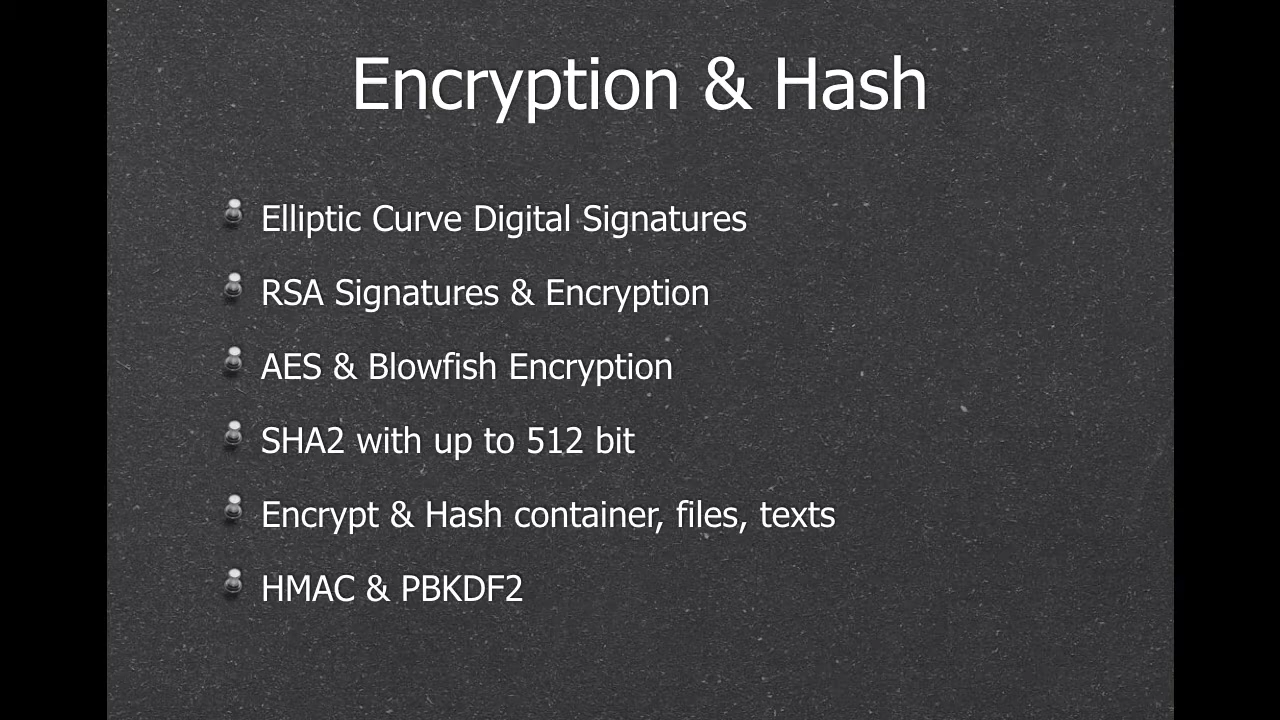 Encryption & Hash
Elliptic Curve Digital Signatures
RSA Signatures & Encryption
AES & Blowfish Encryption
SHA2 with up to 512 bit
Encrypt & Hash container, files, texts
HMAC & PBKDF2